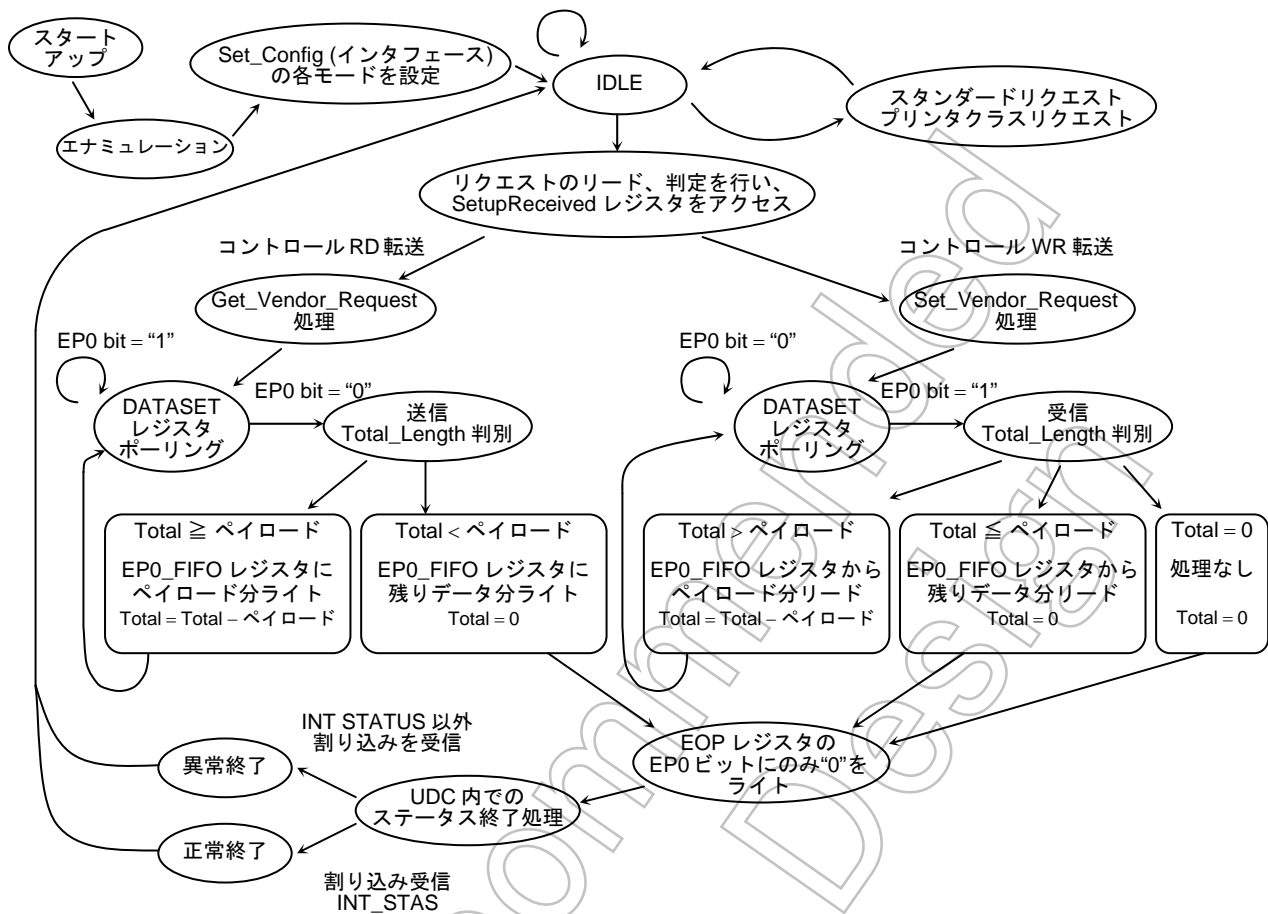 スタート
アップ
エナミュレーション
Set_Config (インタフェース)
の各モードを設定
IDLE
スタンダードリクエスト
プリンタクラスリクエスト
リクエストのリード、判定を行い、
SetupReceived レジスタをアクセス
コントロール RD 転送
コントロール WR 転送
Get_Vendor_Request
処理
Set_Vendor_Request
処理
EP0 bit = “1”
EP0 bit = “0”
DATASET
レジスタ
ポーリング
送信
Total_Length 判別
EP0 bit = “0”
EP0 bit = “1”
DATASET
レジスタ
ポーリング
受信
Total_Length 判別
Total ≧ ペイロード
EP0_FIFO レジスタに
ペイロード分ライト
Total = Total − ペイロード
Total < ペイロード
EP0_FIFO レジスタに
残りデータ分ライト
Total = 0
Total > ペイロード
EP0_FIFO レジスタから
ペイロード分リード
Total = Total − ペイロード
Total ≦ ペイロード
EP0_FIFO レジスタから
残りデータ分リード
Total = 0
Total = 0
処理なし
Total = 0
INT STATUS 以外
割り込みを受信
異常終了
UDC 内での
ステータス終了処理
EOP レジスタの
EP0 ビットにのみ“0”を
ライト
正常終了
割り込み受信
INT_STAS
ommended
Design